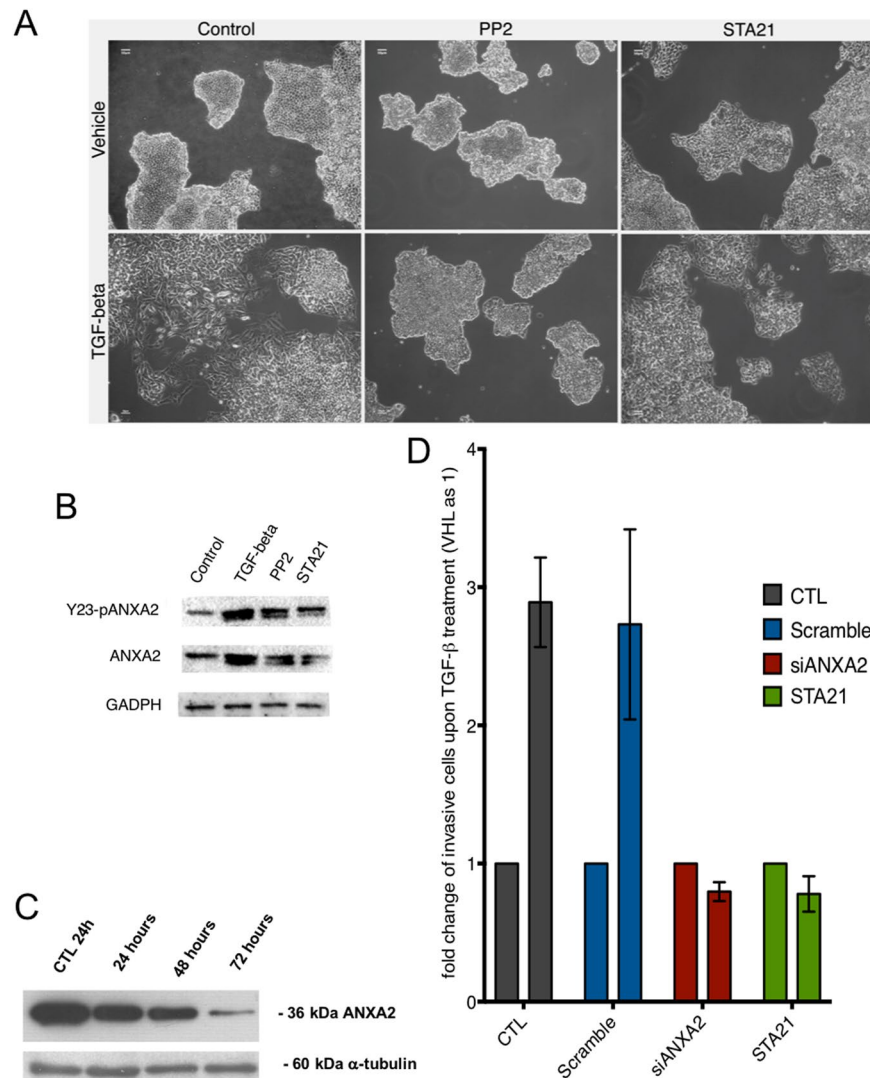 A
Control
PP2
STA21
Vehicle
TGF-beta
B
Control
TGF-beta
PP2
STA21
Y23-pANXA2
ANXA2
GADPH
C
CTL 24h
24 hours
48 hours
72 hours
- 36 kDa ANXA2
- 60 kDa α-tubulin
D
fold change of invasive cells upon TGF-β treatment (VHL as 1)
4
3
2
1
0
CTL
Scramble
siANXA2
STA21
CTL
Scramble
siANXA2
STA21